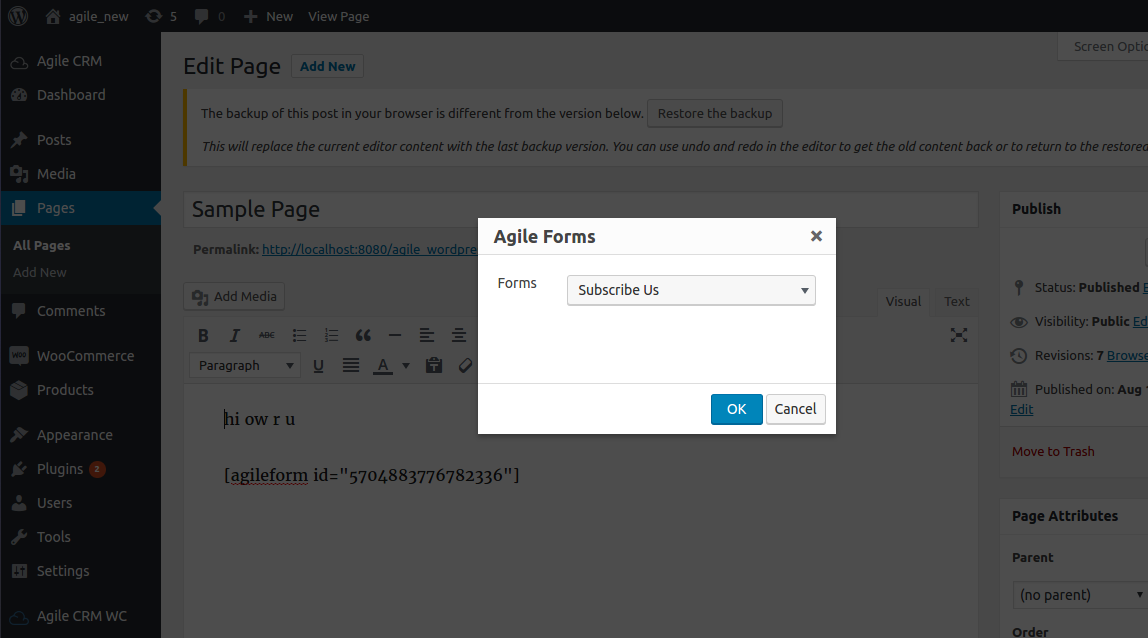 agile_new 5 0 New View Page
Agile CRM
Dashboard
Posts
Media
Pages
All Pages
Add New
Comments
WooCommerce
Products
Appearance
Plugins 2
Users
Tools
Settings
Agile CRM WC
Screen Optio
Edit Page Add New
The backup of this post in your browser is different from the version below. Restore the backup
This will replace the current editor content with the last backup version. You can use undo and redo in the editor to get the old content back or to return to the restored
Sample Page
Permalink: http://localhost:8080/agile_wordpre
Add Media
Visual Text
B I ABC
Paragraph U A
hi ow r u
[agileform id="5704883776782336"]
Agile Forms
Forms Subscribe Us
OK Cancel
Publish
Status: Published E
Visibility: Public Ed
Revisions: 7 Browse
Published on: Aug 1
Edit
Move to Trash
Page Attributes
Parent
(no parent)
Order